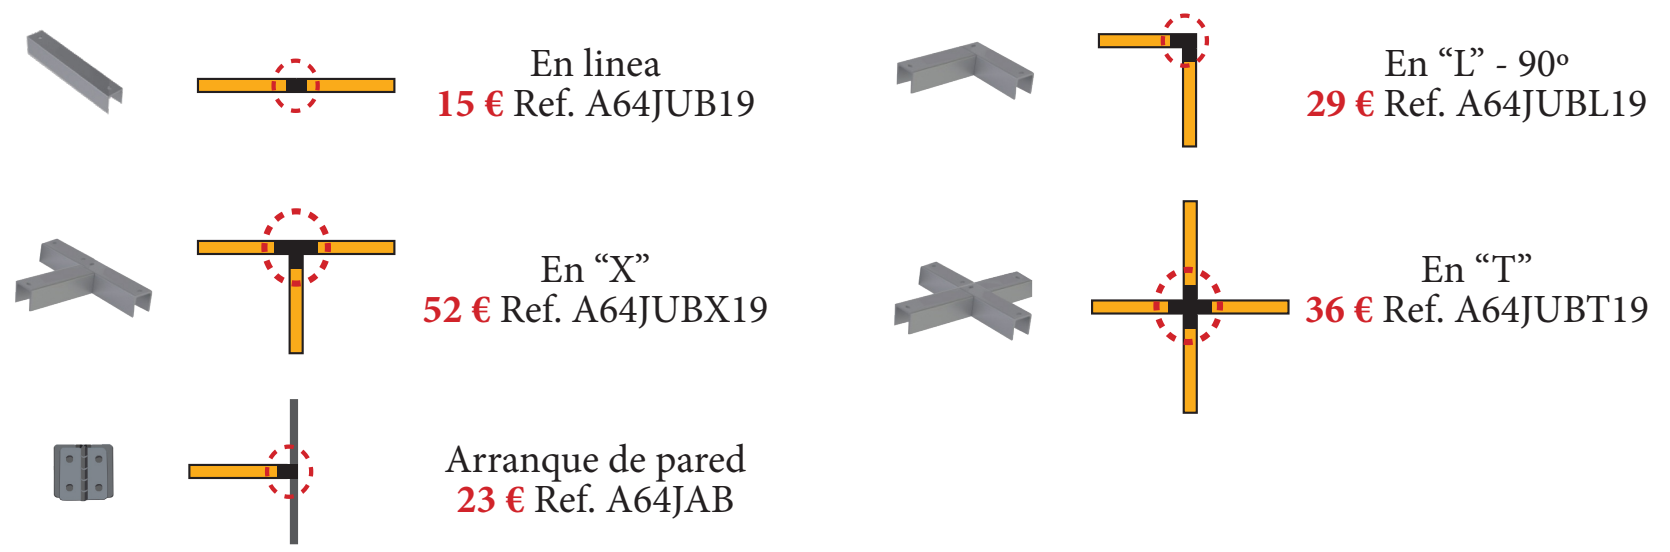 En linea
15 € Ref. A64JUB19
En “L” - 90º
29 € Ref. A64JUBL19
En “X”
52 € Ref. A64JUBX19
En “T”
36 € Ref. A64JUBT19
Arranque de pared
23 € Ref. A64JAB